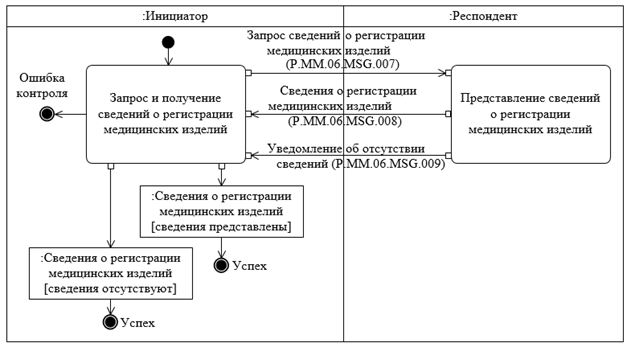 :Инициатор
:Респондент
Запрос сведений о регистрации
медицинских изделий
(P.MM.06.MSG.007)
Ошибка
контроля
Запрос и получение
сведений о регистрации
медицинских изделий
Сведения о регистрации
медицинских изделий
(P.MM.06.MSG.008)
Представление сведений
о регистрации
медицинских изделий
Уведомление об отсутствии
сведений (P.MM.06.MSG.009)
:Сведения о регистрации
медицинских изделий
[сведения представлены]
Успех
:Сведения о регистрации
медицинских изделий
[сведения отсутствуют]
Успех